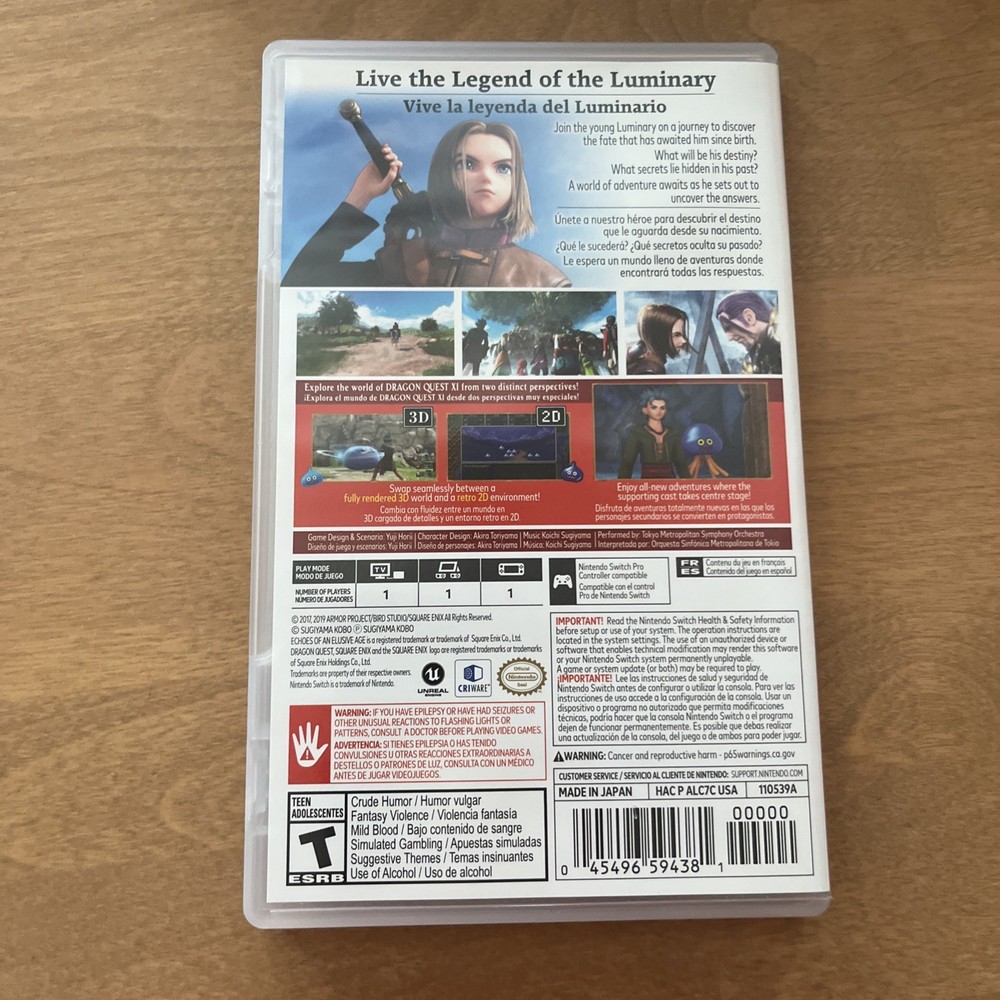 Live the Legend of the Luminary
Vive la leyenda del Luminario
Join the young Luminary on a journey to discover
the fate that has awaited him since birth.
What will be his destiny?
What secrets lie hidden in his past?
A world of adventure awaits as he sets out to
uncover the answers.
Únete a nuestro héroe para descubrir el destino
que le aguarda desde su nacimiento.
¿Qué le sucederá? ¿Qué secretos oculta su pasado?
Le espera un mundo lleno de aventuras donde
encontrará todas las respuestas.
Explore the world of DRAGON QUEST XI from two distinct perspectives!
¡Explora el mundo de DRAGON QUEST XI desde dos perspectivas muy especiales!
3D
2D
Swap seamlessly between a
fully rendered 3D world and a retro 2D environment!
Cambia con fluidez entre un mundo en
3D cargado de detalles y un entorno retro en 2D.
Enjoy all-new adventures where the
supporting cast takes centre stage!
Disfruta de aventuras totalmente nuevas en las que los
personajes secundarios se convierten en protagonistas.
Game Design & Scenario: Yuji Horii | Character Design: Akira Toriyama | Music Koichi Sugiyama | Performed by: Tokyo Metropolitan Symphony Orchestra
Diseño de juego y escenarios: Yuji Horii | Diseño de personajes: Akira Toriyama | Música: Koichi Sugiyama | Interpretada por: Orquesta Sinfónica Metropolitana de Tokio
PLAY MODE
MODO DE JUEGO
TV
NUMBER OF PLAYERS
NÚMERO DE JUGADORES
1
1
1
Nintendo Switch Pro
Controller compatible
Compatible con el control
Pro de Nintendo Switch
FR
ES
Contenu du jeu en français
Contenido del juego en español
© 2017, 2019 ARMOR PROJECT/BIRD STUDIO/SQUARE ENIX All Rights Reserved.
© SUGIYAMA KOBO Ⓟ SUGIYAMA KOBO
ECHOES OF AN ELUSIVE AGE is a registered trademark or trademark of Square Enix Co., Ltd.
DRAGON QUEST, SQUARE ENIX and the SQUARE ENIX logo are registered trademarks or trademarks
of Square Enix Holdings Co., Ltd.
Trademarks are property of their respective owners.
Nintendo Switch is a trademark of Nintendo.
UNREAL
ENGINE
CRIWARE
Official
Nintendo
Seal
IMPORTANT! Read the Nintendo Switch Health & Safety Information
before setup or use of your system. The operation instructions are
located in the system settings. The use of an unauthorized device or
software that enables technical modification may render this software
or your Nintendo Switch system permanently unplayable.
A game or system update (or both) may be required to play.
¡IMPORTANTE! Lee las instrucciones de salud y seguridad de
Nintendo Switch antes de configurar o utilizar la consola. Para ver las
instrucciones de uso accede a la configuración de la consola. Usar un
dispositivo o programa no autorizado que permita modificaciones
técnicas, podría hacer que la consola Nintendo Switch o el programa
dejen de funcionar permanentemente. Es posible que debas realizar
una actualización de la consola, del juego o de ambos para poder jugar.
WARNING: IF YOU HAVE EPILEPSY OR HAVE HAD SEIZURES OR
OTHER UNUSUAL REACTIONS TO FLASHING LIGHTS OR
PATTERNS, CONSULT A DOCTOR BEFORE PLAYING VIDEO GAMES.
ADVERTENCIA: SI TIENES EPILEPSIA O HAS TENIDO
CONVULSIONES U OTRAS REACCIONES EXTRAORDINARIAS A
DESTELLOS O PATRONES DE LUZ, CONSULTA CON UN MÉDICO
ANTES DE JUGAR VIDEOJUEGOS.
WARNING: Cancer and reproductive harm - p65warnings.ca.gov
CUSTOMER SERVICE / SERVICIO AL CLIENTE DE NINTENDO: SUPPORT.NINTENDO.COM
MADE IN JAPAN
HAC P ALC7C USA
110539A
TEEN
ADOLESCENTES
T
ESRB
Crude Humor / Humor vulgar
Fantasy Violence / Violencia fantasía
Mild Blood / Bajo contenido de sangre
Simulated Gambling / Apuestas simuladas
Suggestive Themes / Temas insinuantes
Use of Alcohol / Uso de alcohol
00000
0 45496 59438 1